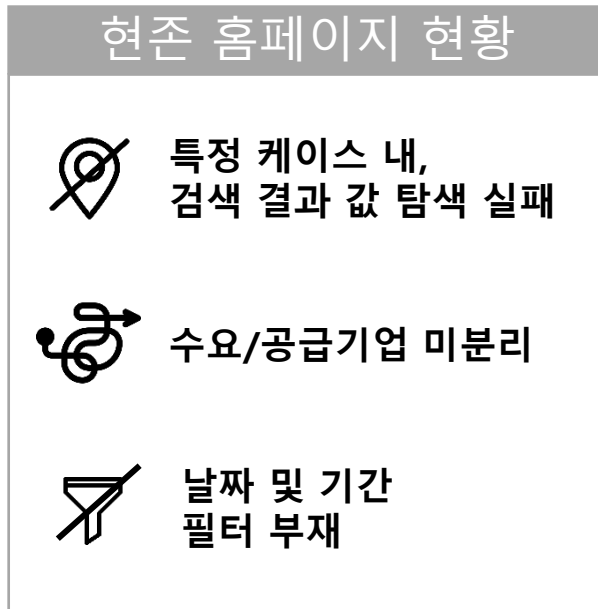 현존 홈페이지 현황
특정 케이스 내,
검색 결과 값 탐색 실패
수요/공급기업 미분리
날짜 및 기간
필터 부재